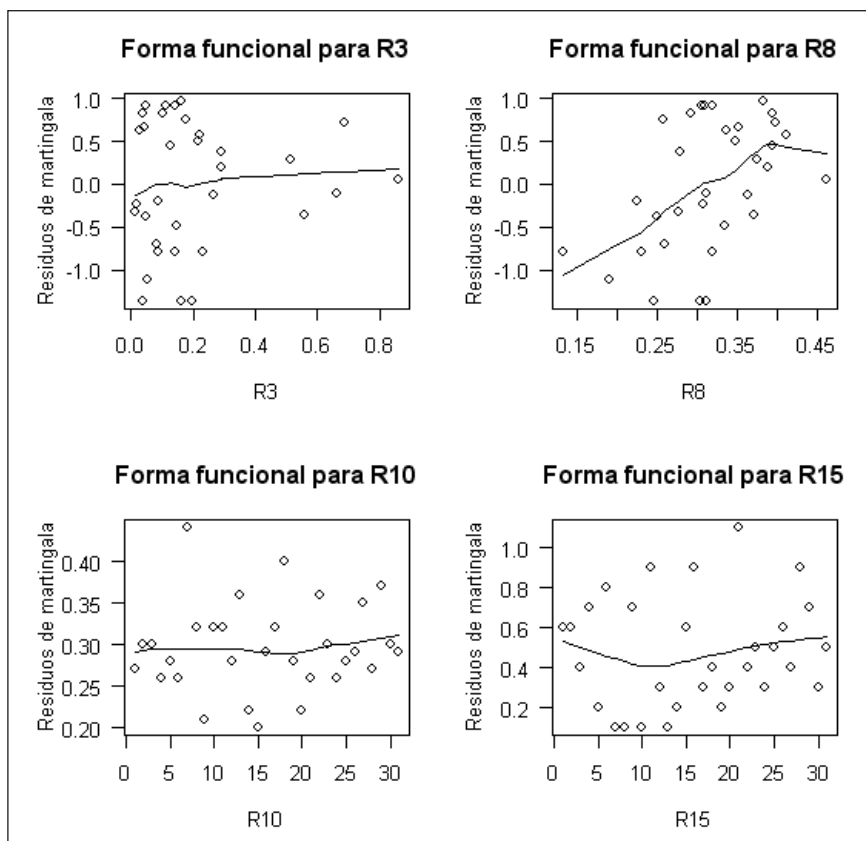 Forma funcional para R3
Residuos de martingala
1.0
0.5
0.0
-0.5
-1.0
0.0 0.2 0.4 0.6 0.8
R3
Forma funcional para R8
Residuos de martingala
1.0
0.5
0.0
-0.5
-1.0
0.15 0.25 0.35 0.45
R8
Forma funcional para R10
Residuos de martingala
0.40
0.35
0.30
0.25
0.20
0 5 10 15 20 25 30
R10
Forma funcional para R15
Residuos de martingala
1.0
0.8
0.6
0.4
0.2
0 5 10 15 20 25 30
R15